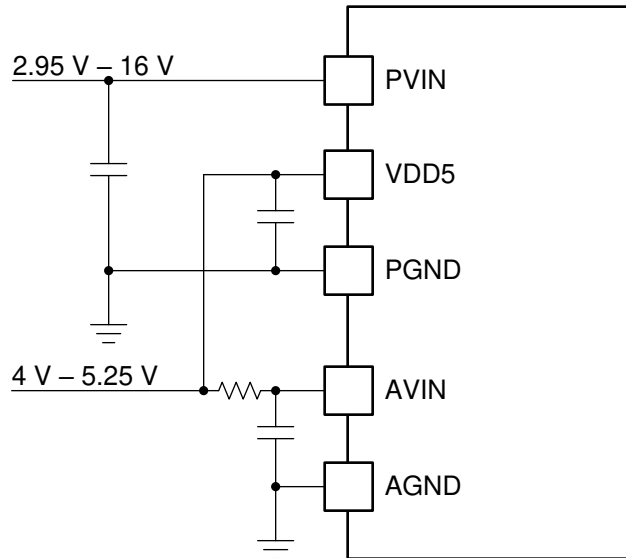 2.95 V – 16 V
PVIN
VDD5
PGND
4 V – 5.25 V
AVIN
AGND